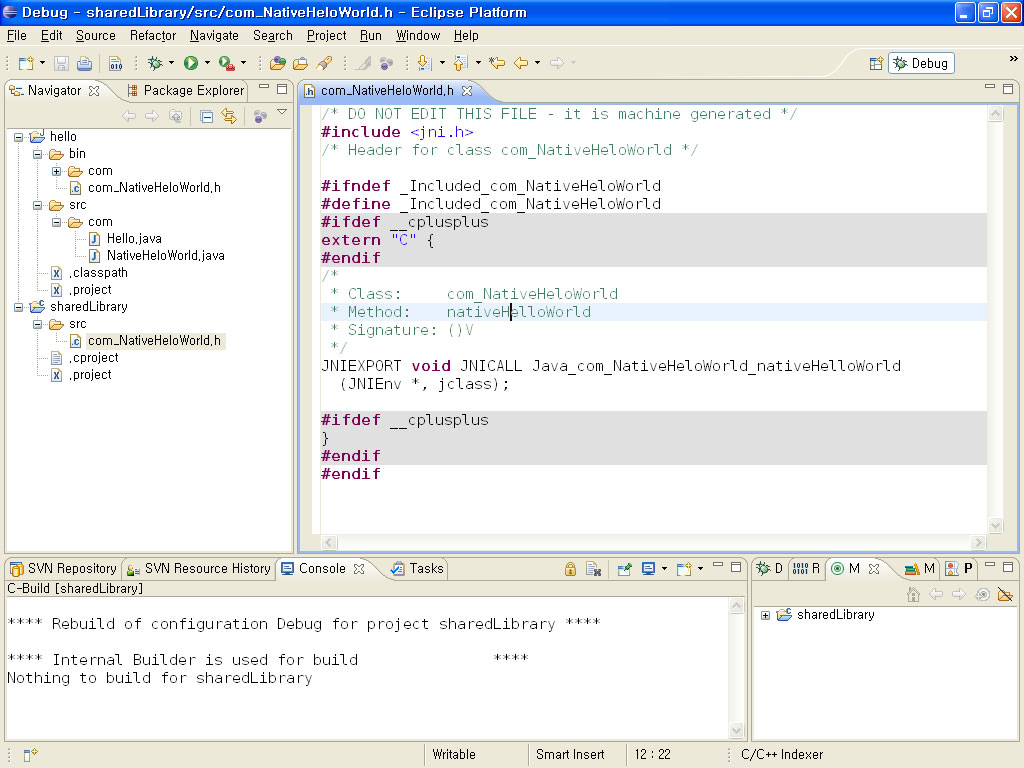 Debug - sharedLibrary/src/com_NativeHeloWorld.h - Eclipse Platform
File Edit Source Refactor Navigate Search Project Run Window Help
Debug
Navigator
Package Explorer
hello
bin
com
com_NativeHeloWorld.h
src
com
Hello.java
NativeHeloWorld.java
.classpath
.project
sharedLibrary
src
com_NativeHeloWorld.h
.cproject
.project
com_NativeHeloWorld.h
/* DO NOT EDIT THIS FILE - it is machine generated */
#include <jni.h>
/* Header for class com_NativeHeloWorld */
#ifndef _Included_com_NativeHeloWorld
#define _Included_com_NativeHeloWorld
#ifdef __cplusplus
extern "C" {
#endif
/*
 * Class:     com_NativeHeloWorld
 * Method:    nativeHelloWorld
 * Signature: ()V
 */
JNIEXPORT void JNICALL Java_com_NativeHeloWorld_nativeHelloWorld
  (JNIEnv *, jclass);
#ifdef __cplusplus
}
#endif
#endif
SVN Repository
SVN Resource History
Console
Tasks
C-Build [sharedLibrary]
**** Rebuild of configuration Debug for project sharedLibrary ****
**** Internal Builder is used for build               ****
Nothing to build for sharedLibrary
D
R
M
M
P
sharedLibrary
Writable
Smart Insert
12 : 22
C/C++ Indexer